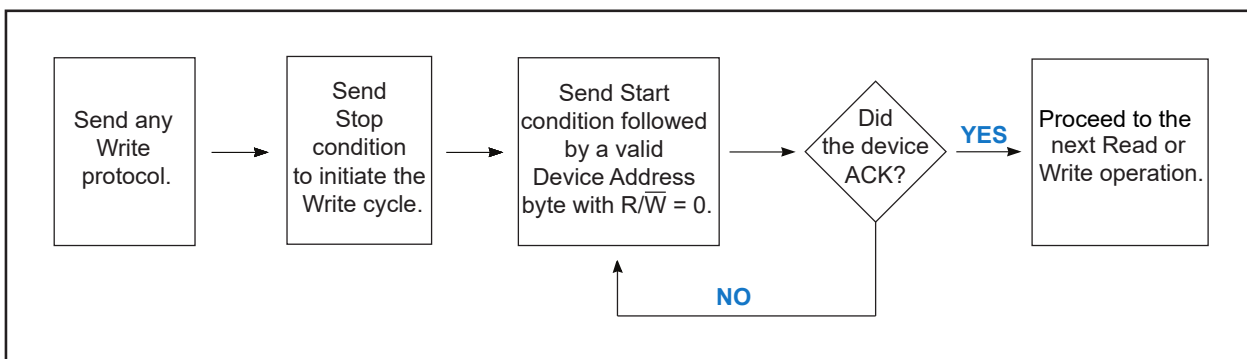 Send any
Write
protocol.
Send
Stop
condition
to initiate the
Write cycle.
Send Start
condition followed
by a valid
Device Address
byte with R/W̅ = 0.
Did
the device
ACK?
YES
NO
Proceed to the
next Read or
Write operation.